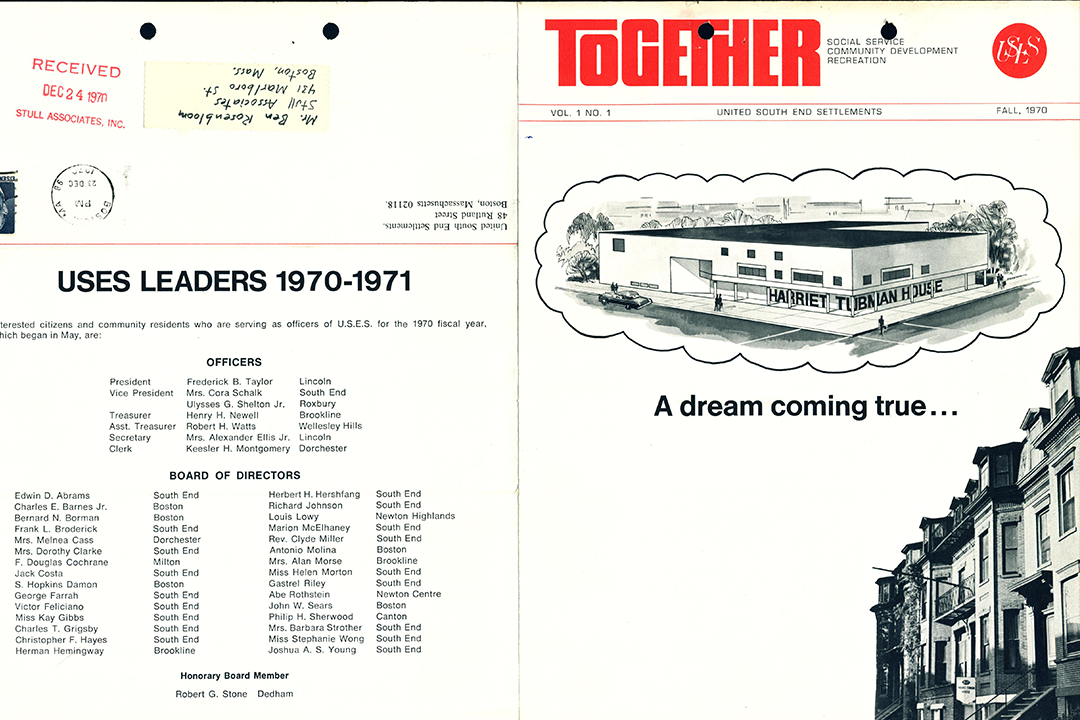 RECEIVED
DEC 24 1970
STULL ASSOCIATES, INC.
Mr. Ben Rosenbloom
Stull Associates
431 Marlboro St.
Boston, Mass.
BOSTON MA
PM
23 DEC
1970
United South End Settlements.
48 Rutland Street
Boston, Massachusetts 02118.
USES LEADERS 1970-1971
terested citizens and community residents who are serving as officers of U.S.E.S. for the 1970 fiscal year,
hich began in May, are:
OFFICERS
President Frederick B. Taylor Lincoln
Vice President Mrs. Cora Schalk South End
Ulysses G. Shelton Jr. Roxbury
Treasurer Henry H. Newell Brookline
Asst. Treasurer Robert H. Watts Wellesley Hills
Secretary Mrs. Alexander Ellis Jr. Lincoln
Clerk Keesler H. Montgomery Dorchester
BOARD OF DIRECTORS
Edwin D. Abrams South End
Charles E. Barnes Jr. Boston
Bernard N. Borman Boston
Frank L. Broderick South End
Mrs. Melnea Cass Dorchester
Mrs. Dorothy Clarke South End
F. Douglas Cochrane Milton
Jack Costa South End
S. Hopkins Damon Boston
George Farrah South End
Victor Feliciano South End
Miss Kay Gibbs South End
Charles T. Grigsby South End
Christopher F. Hayes South End
Herman Hemingway Brookline
Herbert H. Hershfang South End
Richard Johnson South End
Louis Lowy Newton Highlands
Marion McElhaney South End
Rev. Clyde Miller South End
Antonio Molina Boston
Mrs. Alan Morse Brookline
Miss Helen Morton South End
Gastrel Riley South End
Abe Rothstein Newton Centre
John W. Sears Boston
Philip H. Sherwood Canton
Mrs. Barbara Strother South End
Miss Stephanie Wong South End
Joshua A. S. Young South End
Honorary Board Member
Robert G. Stone Dedham
TOGETHER
SOCIAL SERVICE
COMMUNITY DEVELOPMENT
RECREATION
USES
VOL. 1 NO. 1 UNITED SOUTH END SETTLEMENTS FALL, 1970
HARRIET TUBMAN HOUSE
A dream coming true...